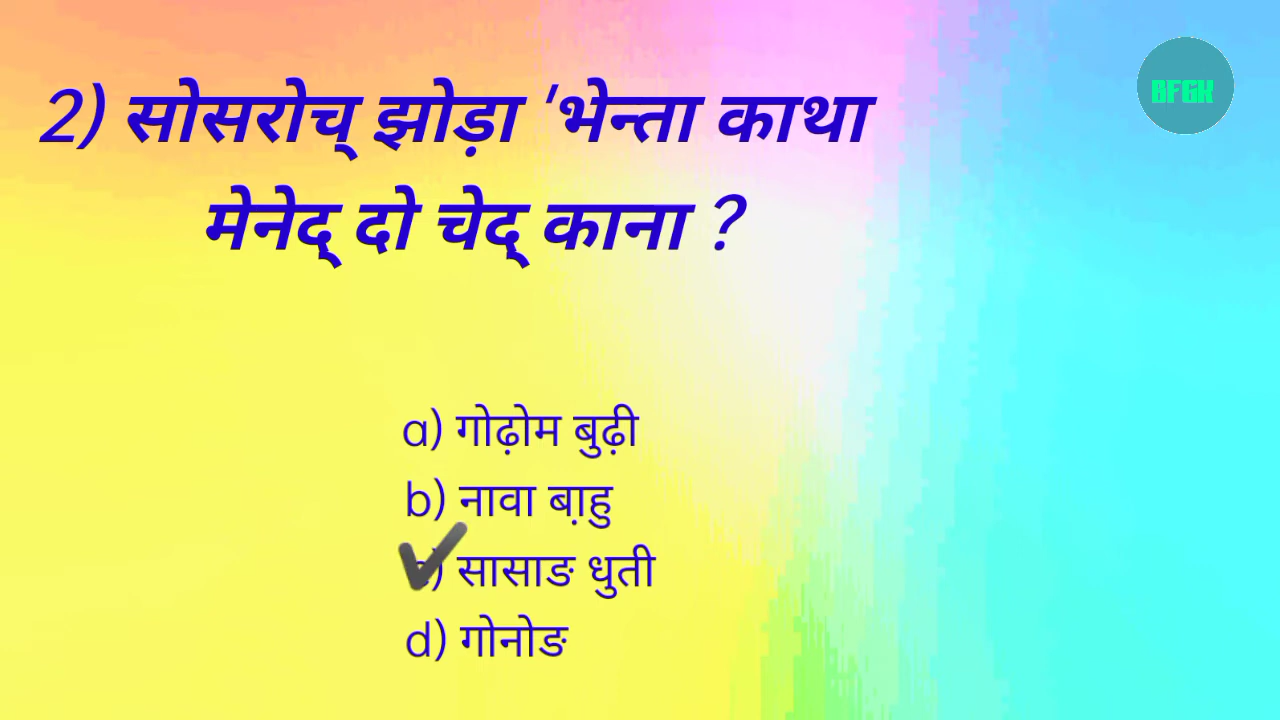 BFGK
2) सोसरोच् झोड़ा 'भेन्ता काथा
मेनेद् दो चेद् काना ?
a) गोढ़ोम बुढ़ी
b) नावा बा़हु
c) सासाङ धुती
d) गोनोङ